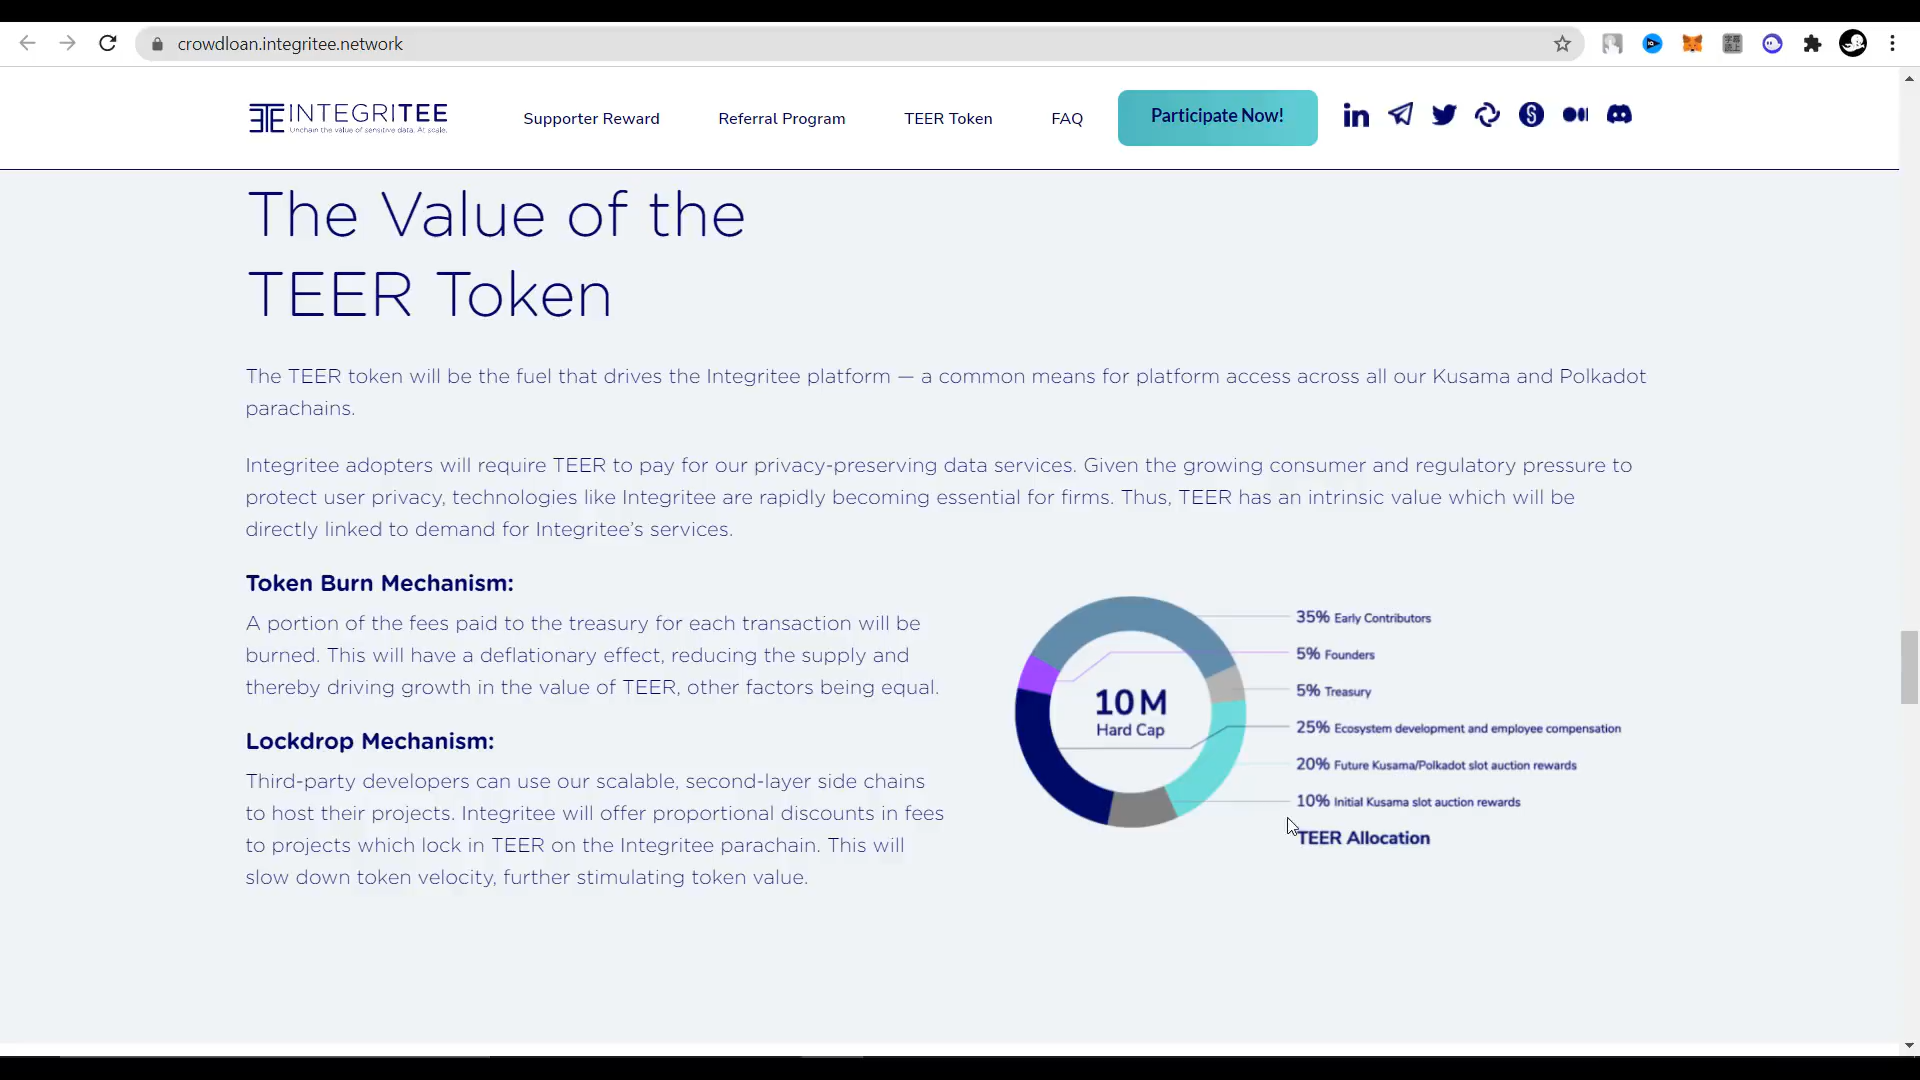 crowdloan.integritee.network
INTEGRITEE
Unchain the value of sensitive data. At scale.
Supporter Reward
Referral Program
TEER Token
FAQ
Participate Now!
The Value of the
TEER Token
The TEER token will be the fuel that drives the Integritee platform — a common means for platform access across all our Kusama and Polkadot
parachains.
Integritee adopters will require TEER to pay for our privacy-preserving data services. Given the growing consumer and regulatory pressure to
protect user privacy, technologies like Integritee are rapidly becoming essential for firms. Thus, TEER has an intrinsic value which will be
directly linked to demand for Integritee’s services.
Token Burn Mechanism:
A portion of the fees paid to the treasury for each transaction will be
burned. This will have a deflationary effect, reducing the supply and
thereby driving growth in the value of TEER, other factors being equal.
Lockdrop Mechanism:
Third-party developers can use our scalable, second-layer side chains
to host their projects. Integritee will offer proportional discounts in fees
to projects which lock in TEER on the Integritee parachain. This will
slow down token velocity, further stimulating token value.
10 M
Hard Cap
35% Early Contributors
5% Founders
5% Treasury
25% Ecosystem development and employee compensation
20% Future Kusama/Polkadot slot auction rewards
10% Initial Kusama slot auction rewards
TEER Allocation